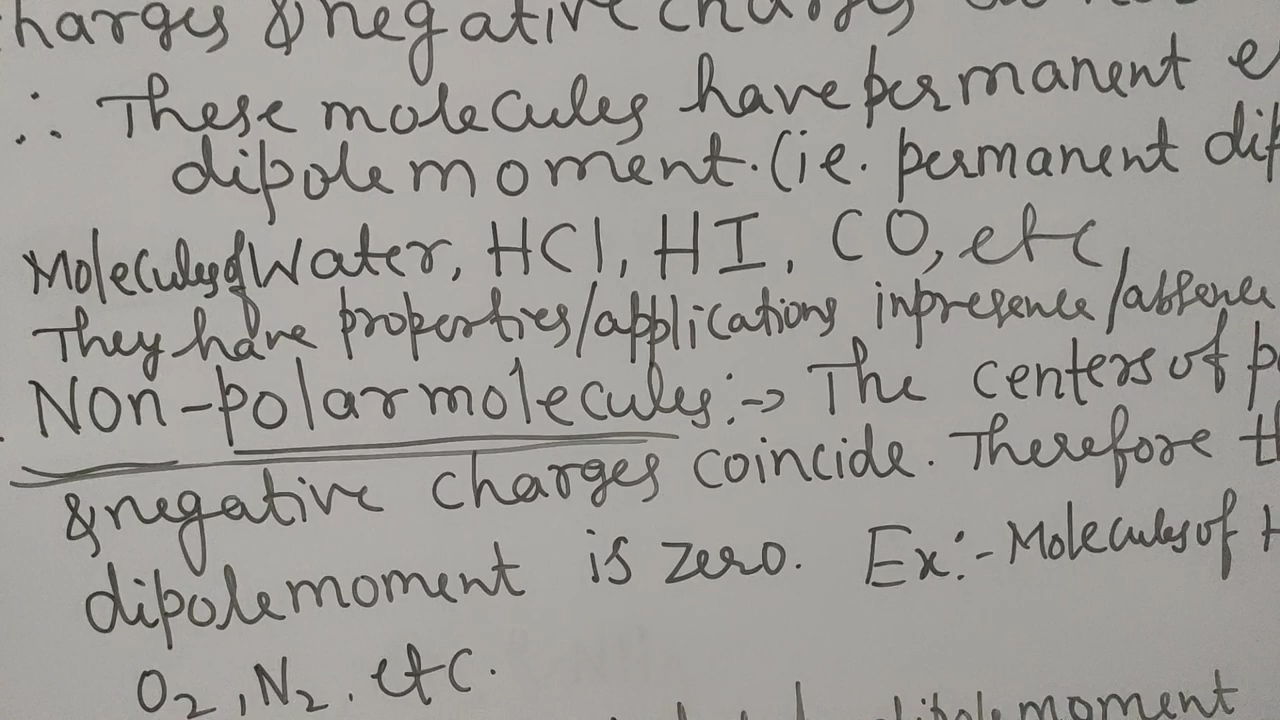 charges & negative charges do not
∴ These molecules have permanent e
dipole moment. (ie. permanent dip
Molecules of Water, HCl, HI, CO, etc
They have properties/applications in presence/absence
Non-polar molecules:-> The centers of p
& negative charges coincide. Therefore th
dipole moment is zero. Ex:- Molecules of H
O2, N2, etc.
dipole moment